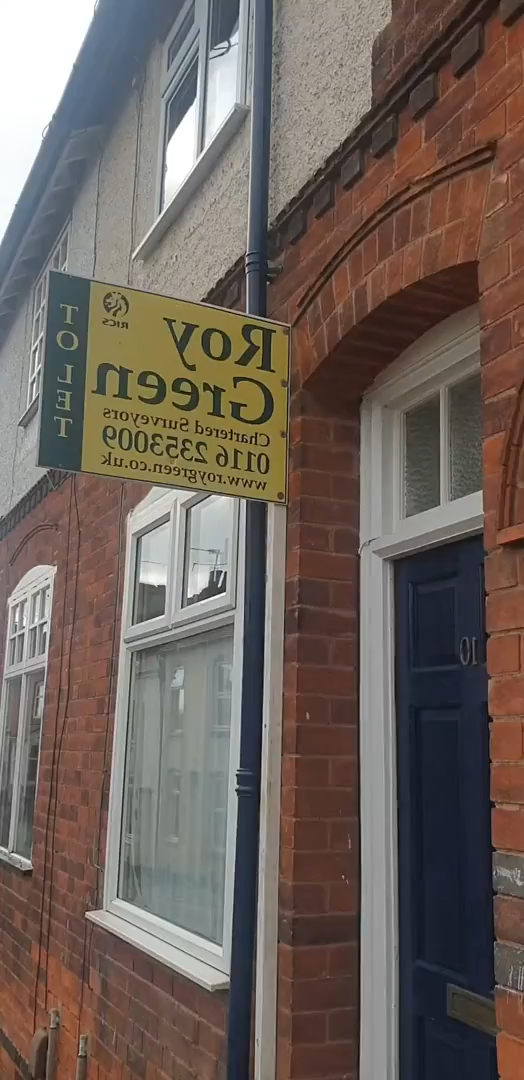 TO LET
RICS
Roy
Green
Chartered Surveyors
0116 2353009
www.roygreen.co.uk
10